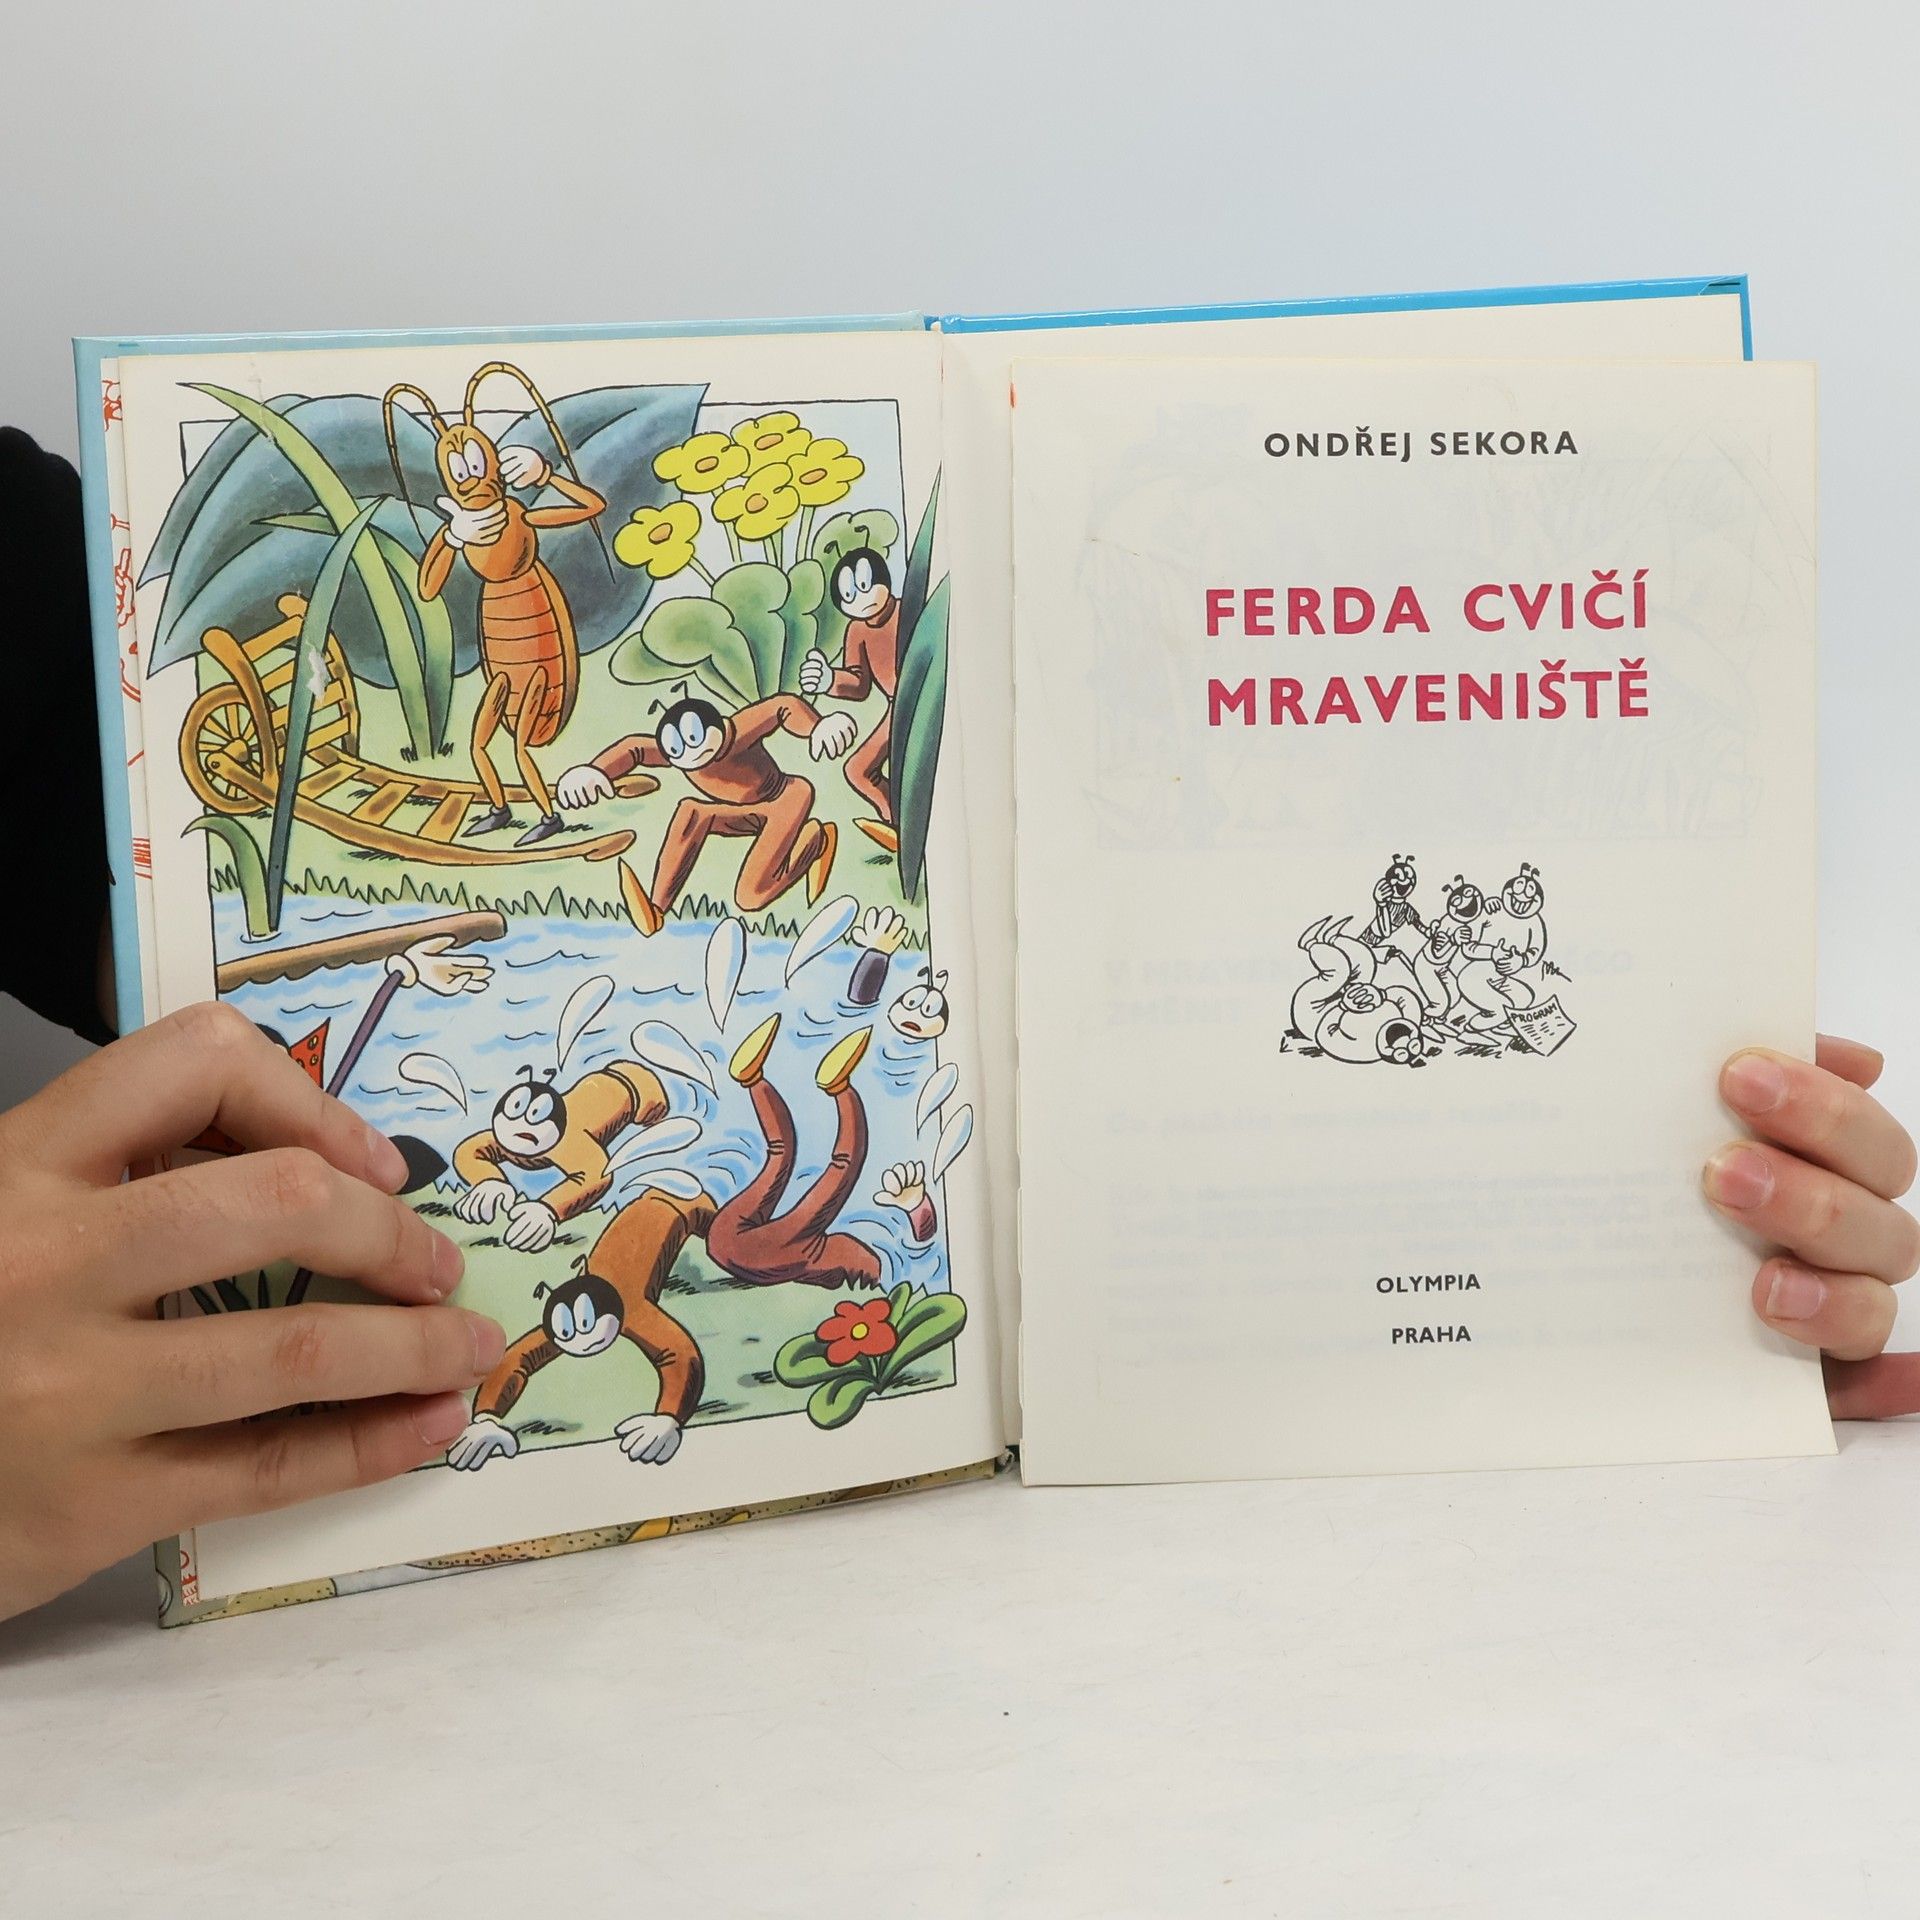 ONDŘEJ SEKORA
FERDA CVIČÍ
MRAVENIŠTĚ
PROGRAM
OLYMPIA
PRAHA